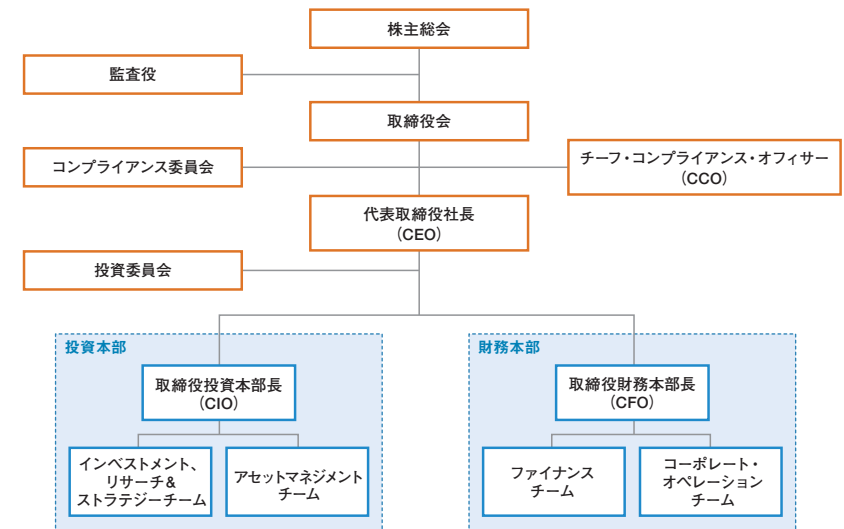 株主総会
監査役
取締役会
コンプライアンス委員会
チーフ・コンプライアンス・オフィサー
(CCO)
代表取締役社長
(CEO)
投資委員会
投資本部
取締役投資本部長
(CIO)
インベストメント、
リサーチ&
ストラテジーチーム
アセットマネジメント
チーム
財務本部
取締役財務本部長
(CFO)
ファイナンス
チーム
コーポレート・
オペレーション
チーム